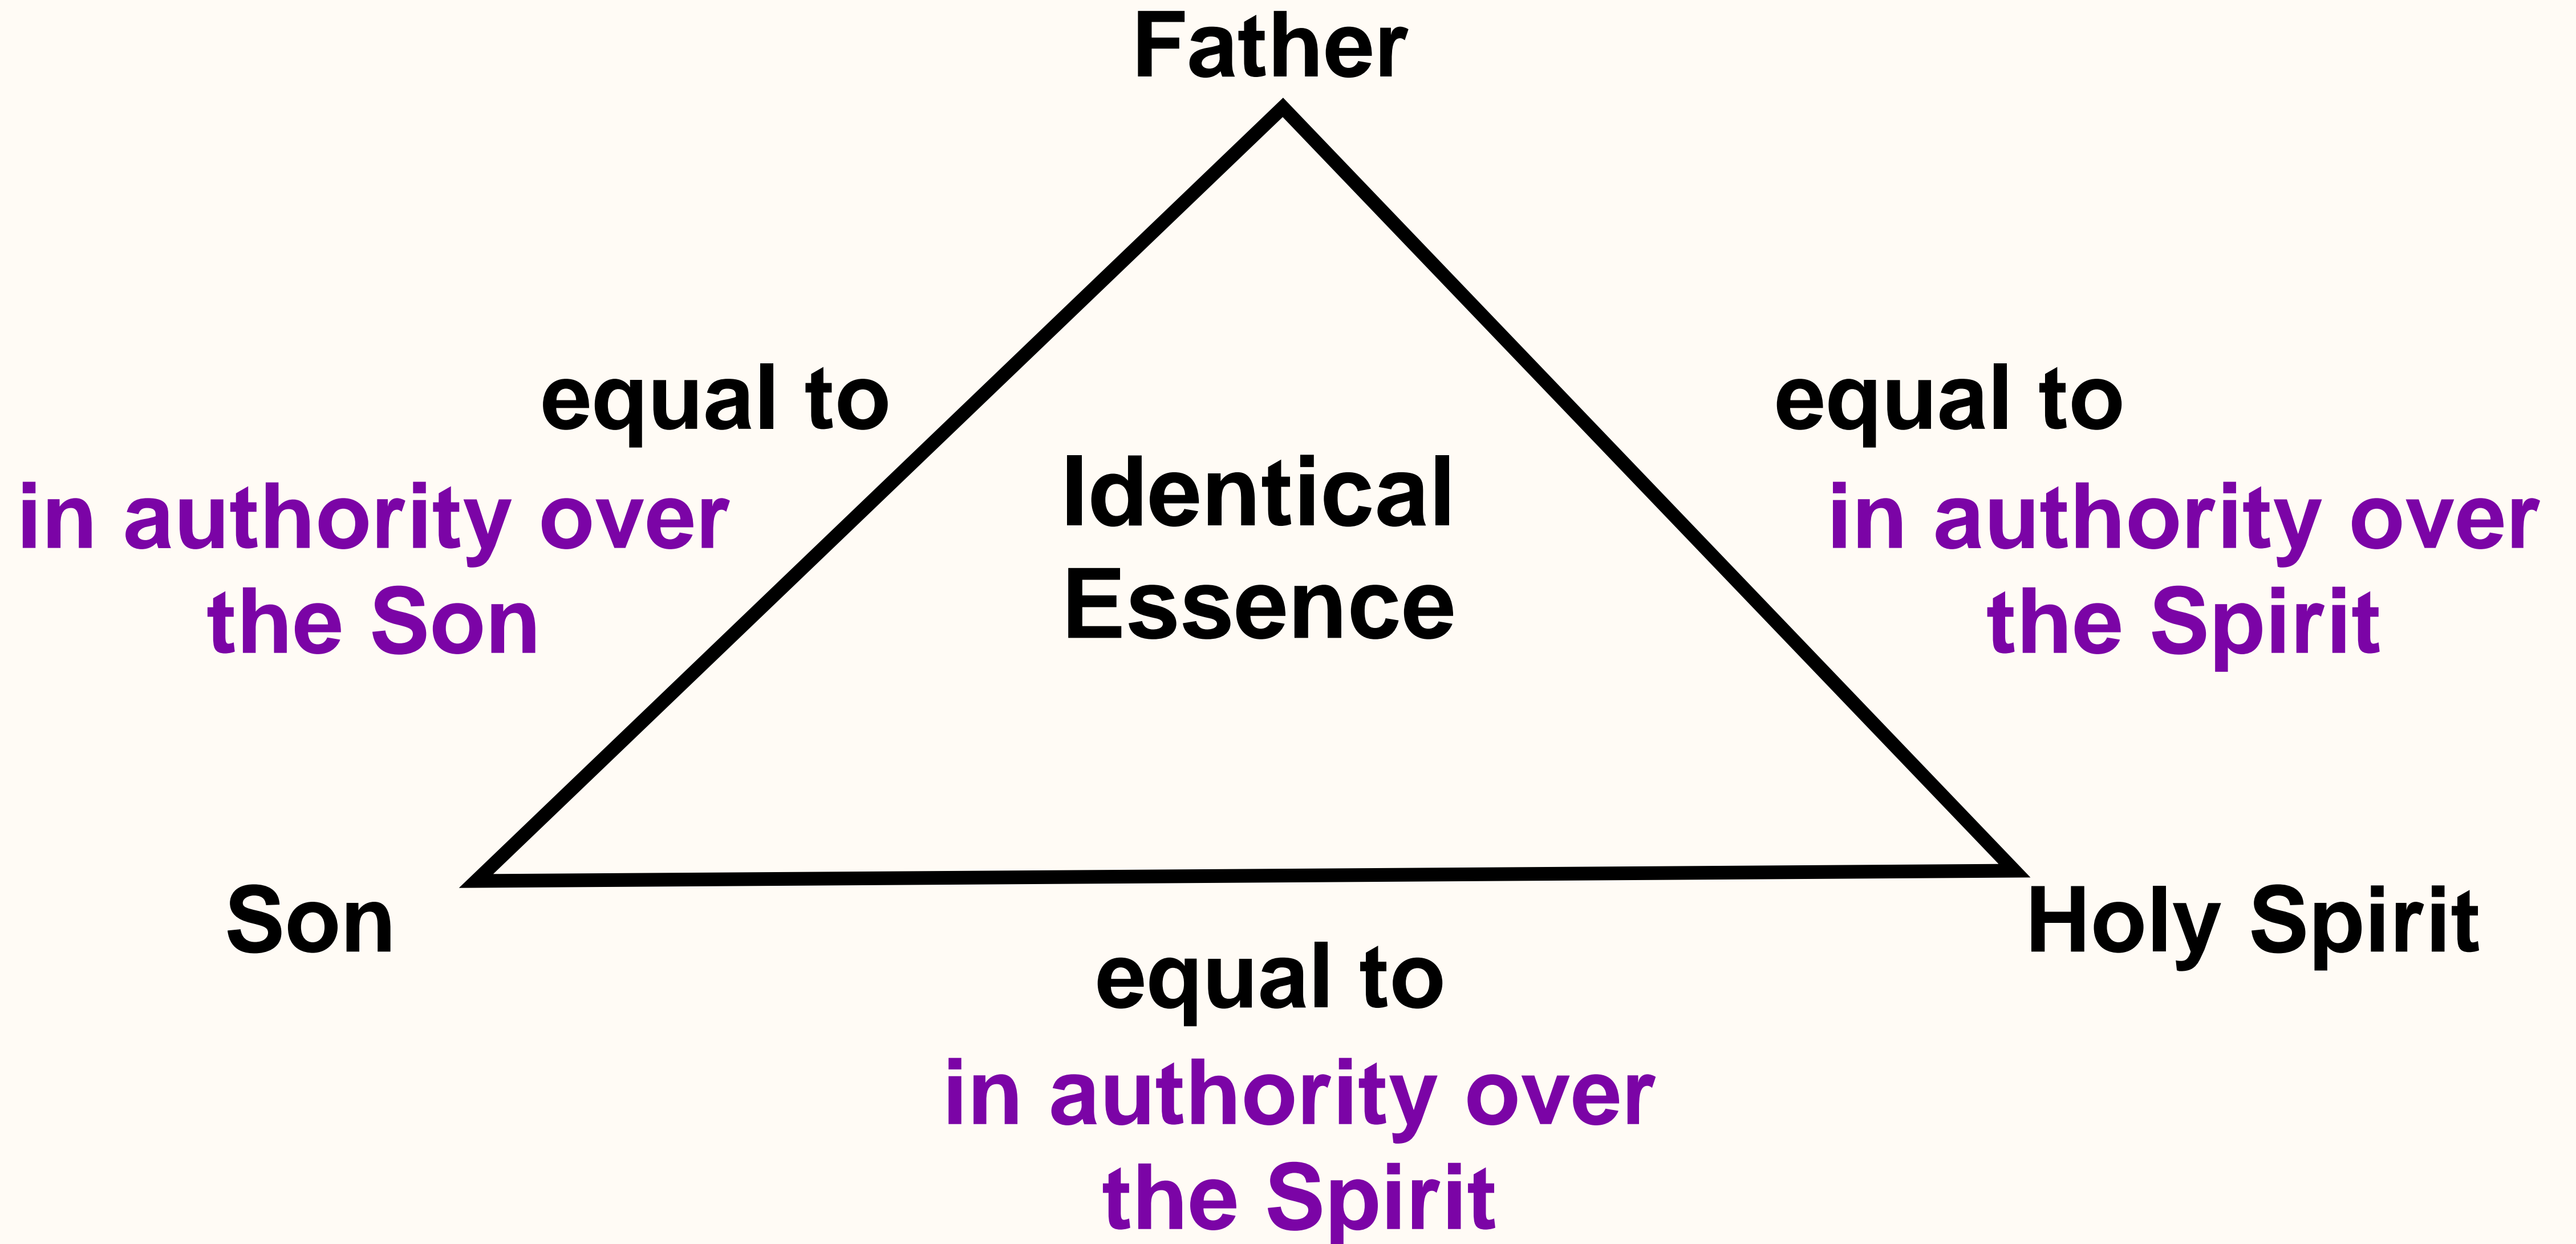 Father
equal to
in authority over
the Son
Identical
Essence
equal to
in authority over
the Spirit
Son
Holy Spirit
equal to
in authority over
the Spirit